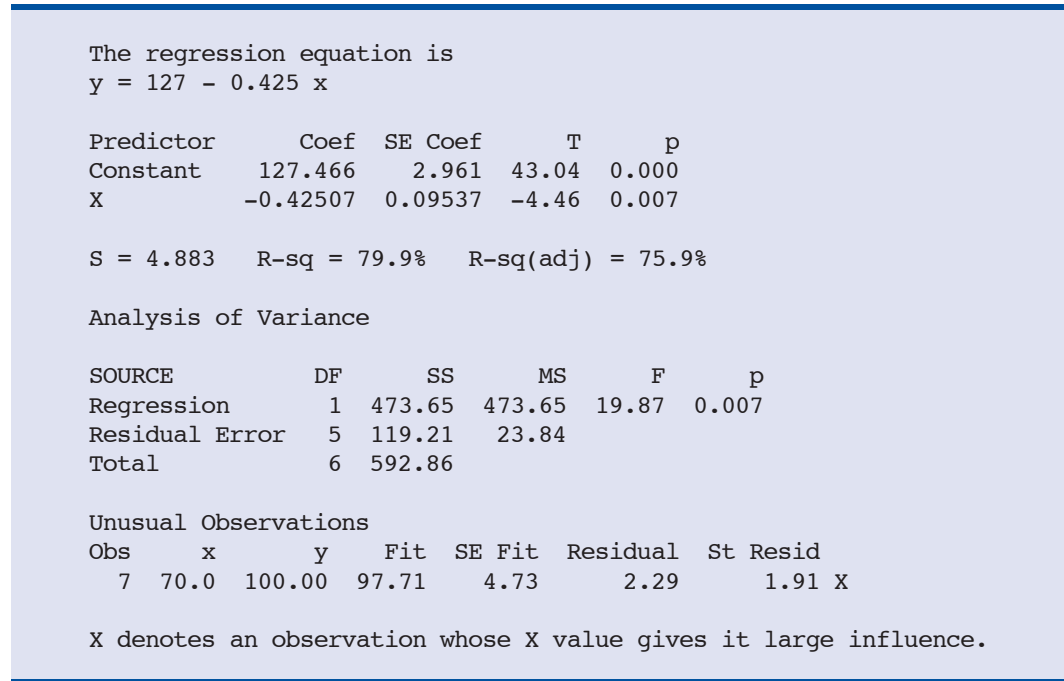 The regression equation is
y = 127 – 0.425 x
Predictor Coef SE Coef T p
Constant 127.466 2.961 43.04 0.000
X –0.42507 0.09537 –4.46 0.007
S = 4.883 R–sq = 79.9% R–sq(adj) = 75.9%
Analysis of Variance
SOURCE DF SS MS F p
Regression 1 473.65 473.65 19.87 0.007
Residual Error 5 119.21 23.84
Total 6 592.86
Unusual Observations
Obs x y Fit SE Fit Residual St Resid
7 70.0 100.00 97.71 4.73 2.29 1.91 X
X denotes an observation whose X value gives it large influence.